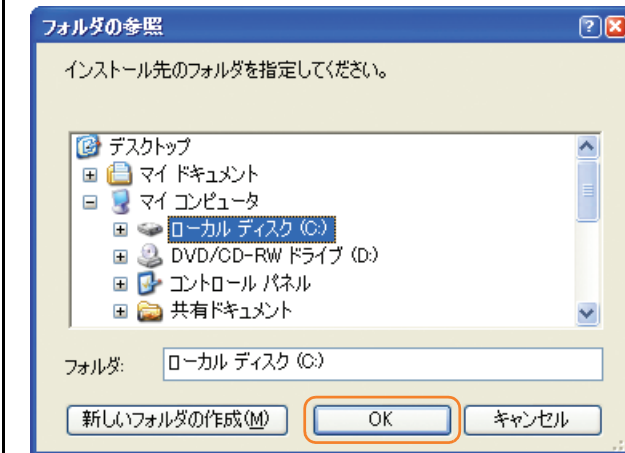 フォルダの参照
インストール先のフォルダを指定してください。
デスクトップ
マイ ドキュメント
マイ コンピュータ
ローカル ディスク (C:)
DVD/CD-RW ドライブ (D:)
コントロール パネル
共有ドキュメント
フォルダ: ローカル ディスク (C:)
新しいフォルダの作成(M) OK キャンセル